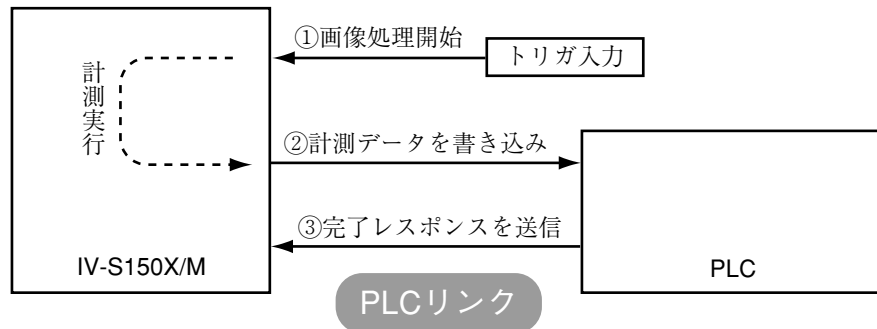 ①画像処理開始
トリガ入力
計測実行
②計測データを書き込み
③完了レスポンスを送信
IV-S150X/M
PLC
PLCリンク